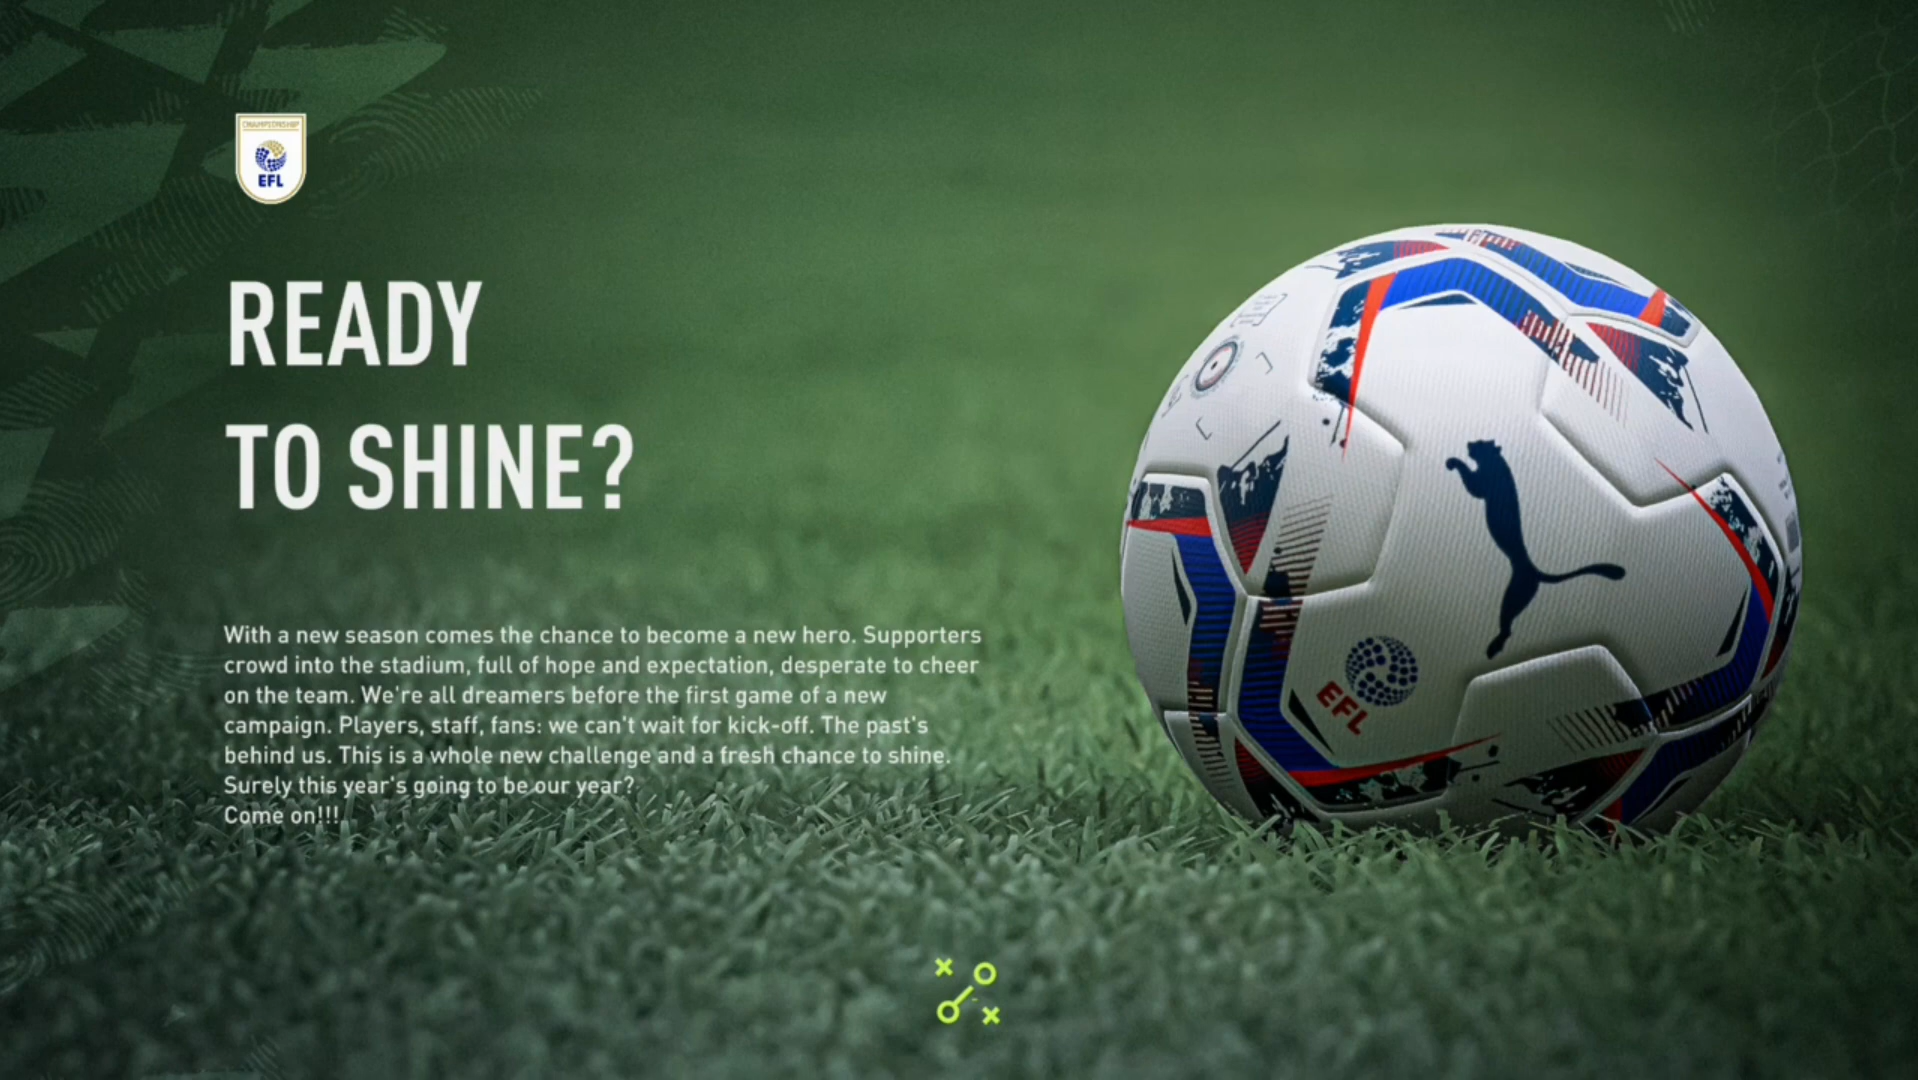 CHAMPIONSHIP
EFL
READY
TO SHINE?
With a new season comes the chance to become a new hero. Supporters
crowd into the stadium, full of hope and expectation, desperate to cheer
on the team. We're all dreamers before the first game of a new
campaign. Players, staff, fans: we can't wait for kick-off. The past's
behind us. This is a whole new challenge and a fresh chance to shine.
Surely this year's going to be our year?
Come on!!!
EFL